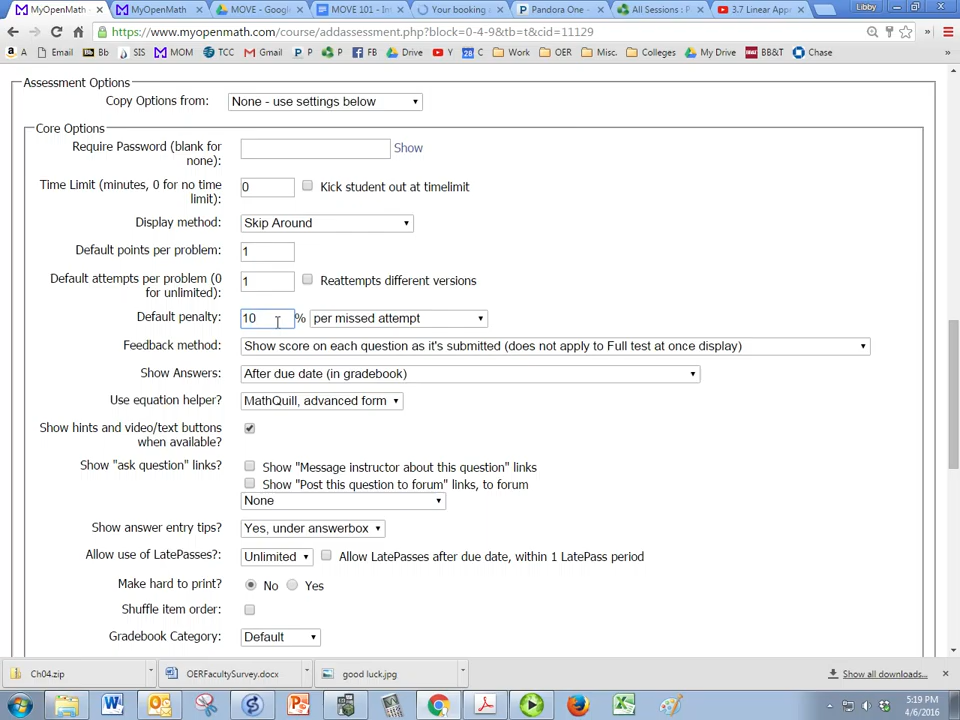 MyOpenMath
MyOpenMath
MOVE - Goog
MOVE 101 - In
Your booking
Pandora One -
All Sessions : F
3.7 Linear App
Libby
https://www.myopenmath.com/course/addassessment.php?block=0-4-9&tb=t&cid=11129
Email Bb SIS MOM TCC Gmail P P FB Drive Y 28 C Work OER Misc. Colleges My Drive BB&T Chase
Assessment Options
Copy Options from: None - use settings below
Core Options
Require Password (blank for
none):
Show
Time Limit (minutes, 0 for no time
limit):
0 Kick student out at timelimit
Display method: Skip Around
Default points per problem: 1
Default attempts per problem (0
for unlimited):
1 Reattempts different versions
Default penalty: 10 % per missed attempt
Feedback method: Show score on each question as it's submitted (does not apply to Full test at once display)
Show Answers: After due date (in gradebook)
Use equation helper? MathQuill, advanced form
Show hints and video/text buttons
when available?
Show "ask question" links? Show "Message instructor about this question" links
Show "Post this question to forum" links, to forum
None
Show answer entry tips? Yes, under answerbox
Allow use of LatePasses?: Unlimited Allow LatePasses after due date, within 1 LatePass period
Make hard to print? No Yes
Shuffle item order:
Gradebook Category: Default
Ch04.zip OERFacultySurvey.docx good luck.jpg Show all downloads...
5:19 PM
4/6/2016